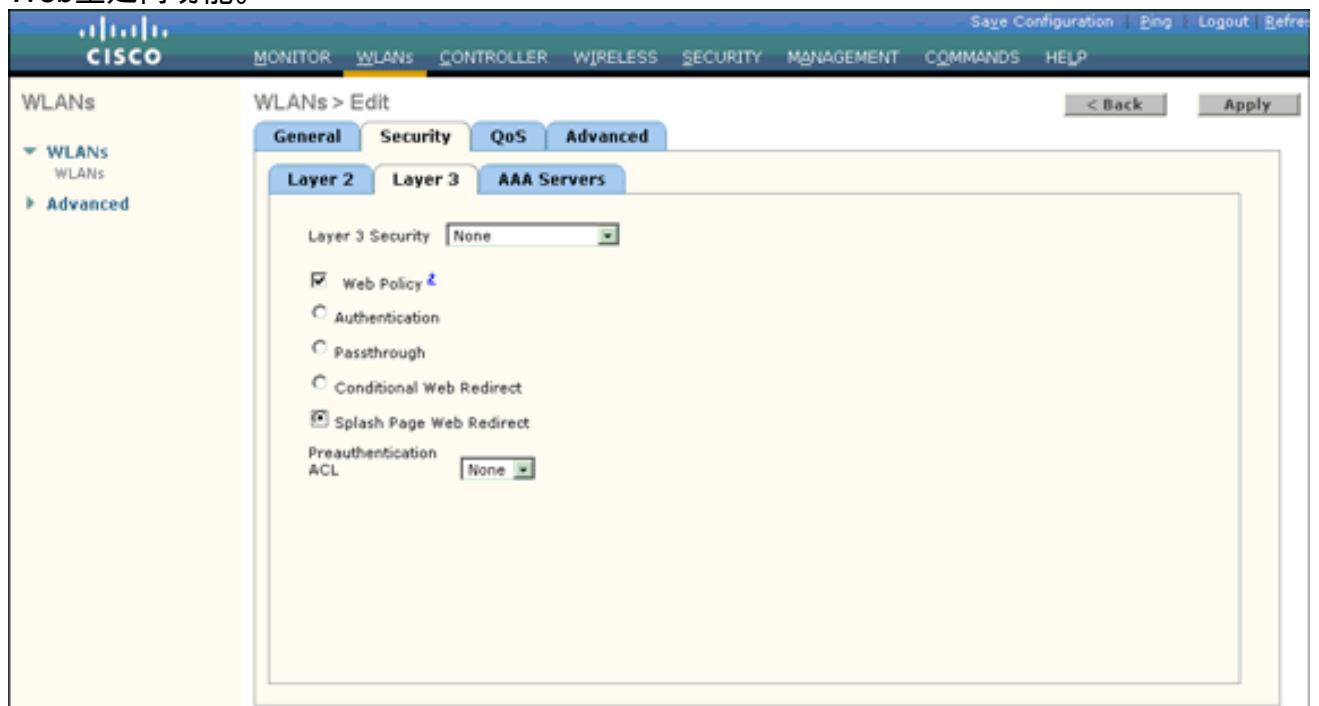 Save Configuration | Ping | Logout | Refre
CISCO
MONITOR WLANs CONTROLLER WIRELESS SECURITY MANAGEMENT COMMANDS HELP
WLANs
WLANs
WLANs
Advanced
WLANs > Edit
< Back
Apply
General Security QoS Advanced
Layer 2 Layer 3 AAA Servers
Layer 3 Security None
Web Policy 2
Authentication
Passthrough
Conditional Web Redirect
Splash Page Web Redirect
Preauthentication
ACL None